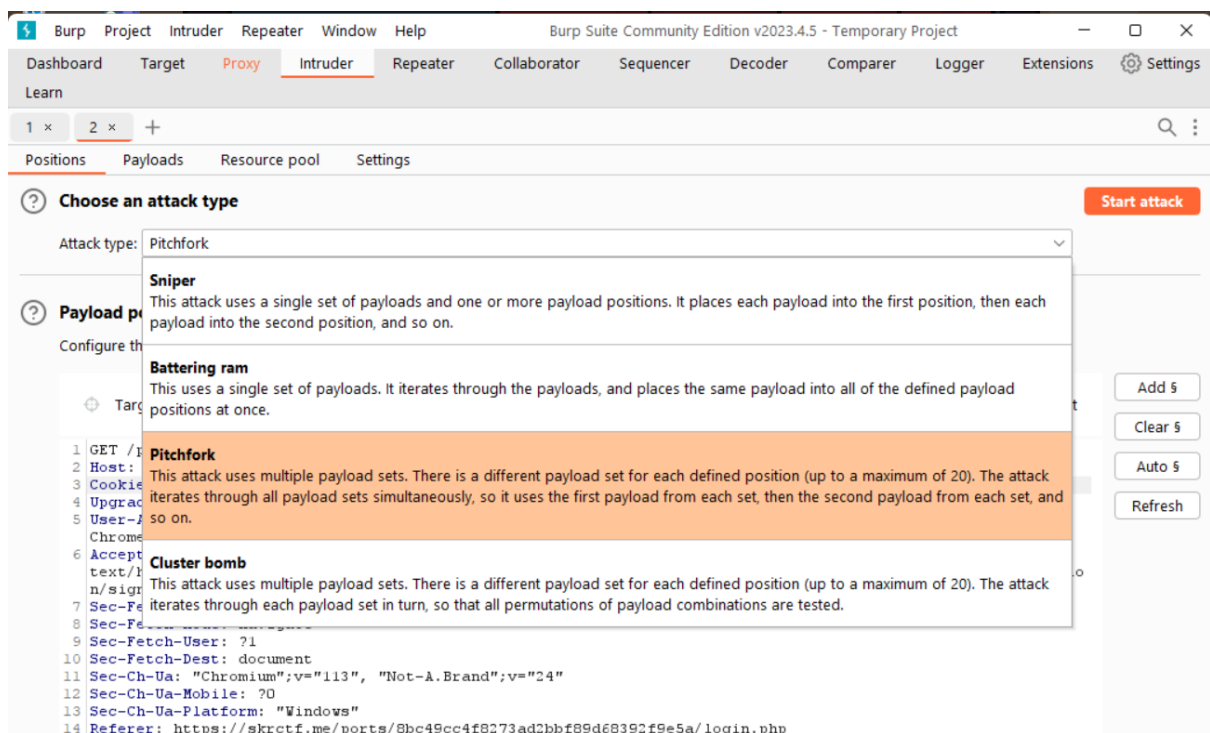 Burp Project Intruder Repeater Window Help Burp Suite Community Edition v2023.4.5 - Temporary Project
Dashboard Target Proxy Intruder Repeater Collaborator Sequencer Decoder Comparer Logger Extensions Settings
Learn
1 × 2 × +
Positions Payloads Resource pool Settings
? Choose an attack type Start attack
Attack type: Pitchfork
Sniper
This attack uses a single set of payloads and one or more payload positions. It places each payload into the first position, then each
payload into the second position, and so on.
? Payload
Configure
Battering ram
This uses a single set of payloads. It iterates through the payloads, and places the same payload into all of the defined payload
positions at once.
Add §
Clear §
Auto §
Refresh
Pitchfork
This attack uses multiple payload sets. There is a different payload set for each defined position (up to a maximum of 20). The attack
iterates through all payload sets simultaneously, so it uses the first payload from each set, then the second payload from each set, and
so on.
Cluster bomb
This attack uses multiple payload sets. There is a different payload set for each defined position (up to a maximum of 20). The attack
iterates through each payload set in turn, so that all permutations of payload combinations are tested.
1 GET
2 Host:
3 Cookie
4 Upgrad
5 User-A
Chrome
6 Accept
text/h
n/sign
7 Sec-Fe
8 Sec-Fe
9 Sec-Fetch-User: ?1
10 Sec-Fetch-Dest: document
11 Sec-Ch-Ua: "Chromium";v="113", "Not-A.Brand";v="24"
12 Sec-Ch-Ua-Mobile: ?0
13 Sec-Ch-Ua-Platform: "Windows"
14 Referer: https://skrctf.me/ports/8bc49cc4f8273ad2bbf89d68392f9e5a/login.php